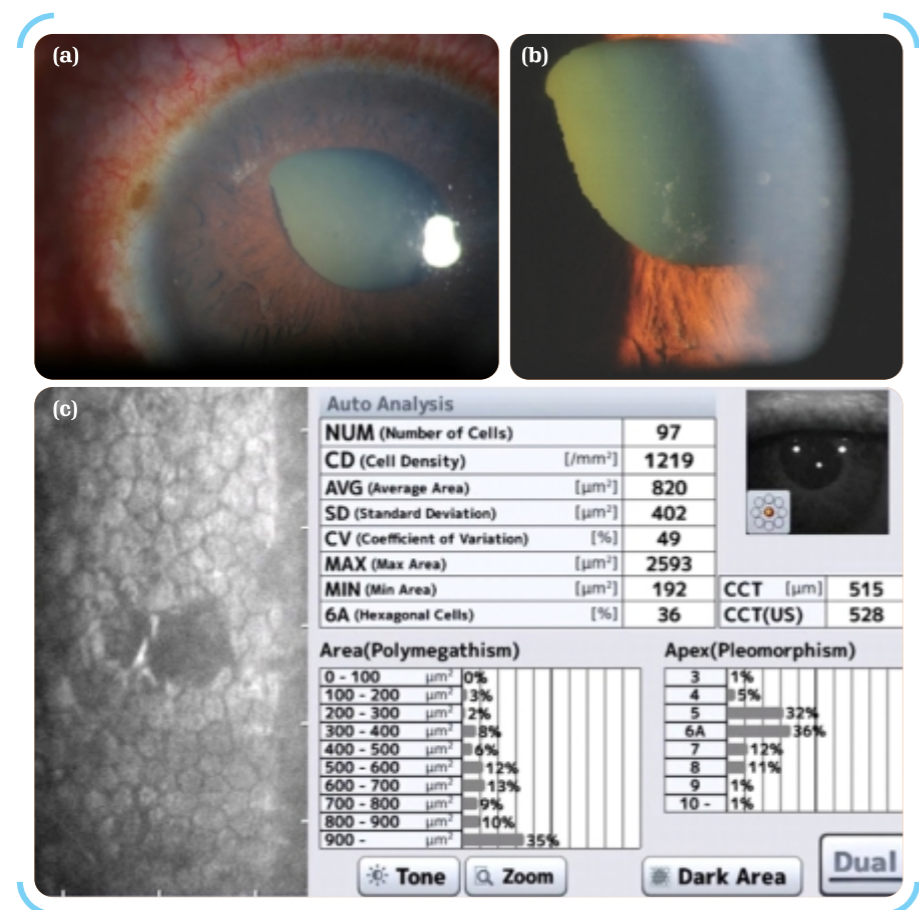 (a)
(b)
(c)
Auto Analysis
NUM (Number of Cells) 97
CD (Cell Density) [/mm²] 1219
AVG (Average Area) [µm²] 820
SD (Standard Deviation) [µm²] 402
CV (Coefficient of Variation) [%] 49
MAX (Max Area) [µm²] 2593
MIN (Min Area) [µm²] 192 CCT [µm] 515
6A (Hexagonal Cells) [%] 36 CCT(US) 528
Area(Polymegathism) Apex(Pleomorphism)
0 - 100 µm² 0% 3 1%
100 - 200 µm² 3% 4 5%
200 - 300 µm² 2% 5 32%
300 - 400 µm² 8% 6A 36%
400 - 500 µm² 6% 7 12%
500 - 600 µm² 12% 8 11%
600 - 700 µm² 13% 9 1%
700 - 800 µm² 9% 10 - 1%
800 - 900 µm² 10%
900 - µm² 35%
Tone Zoom Dark Area Dual